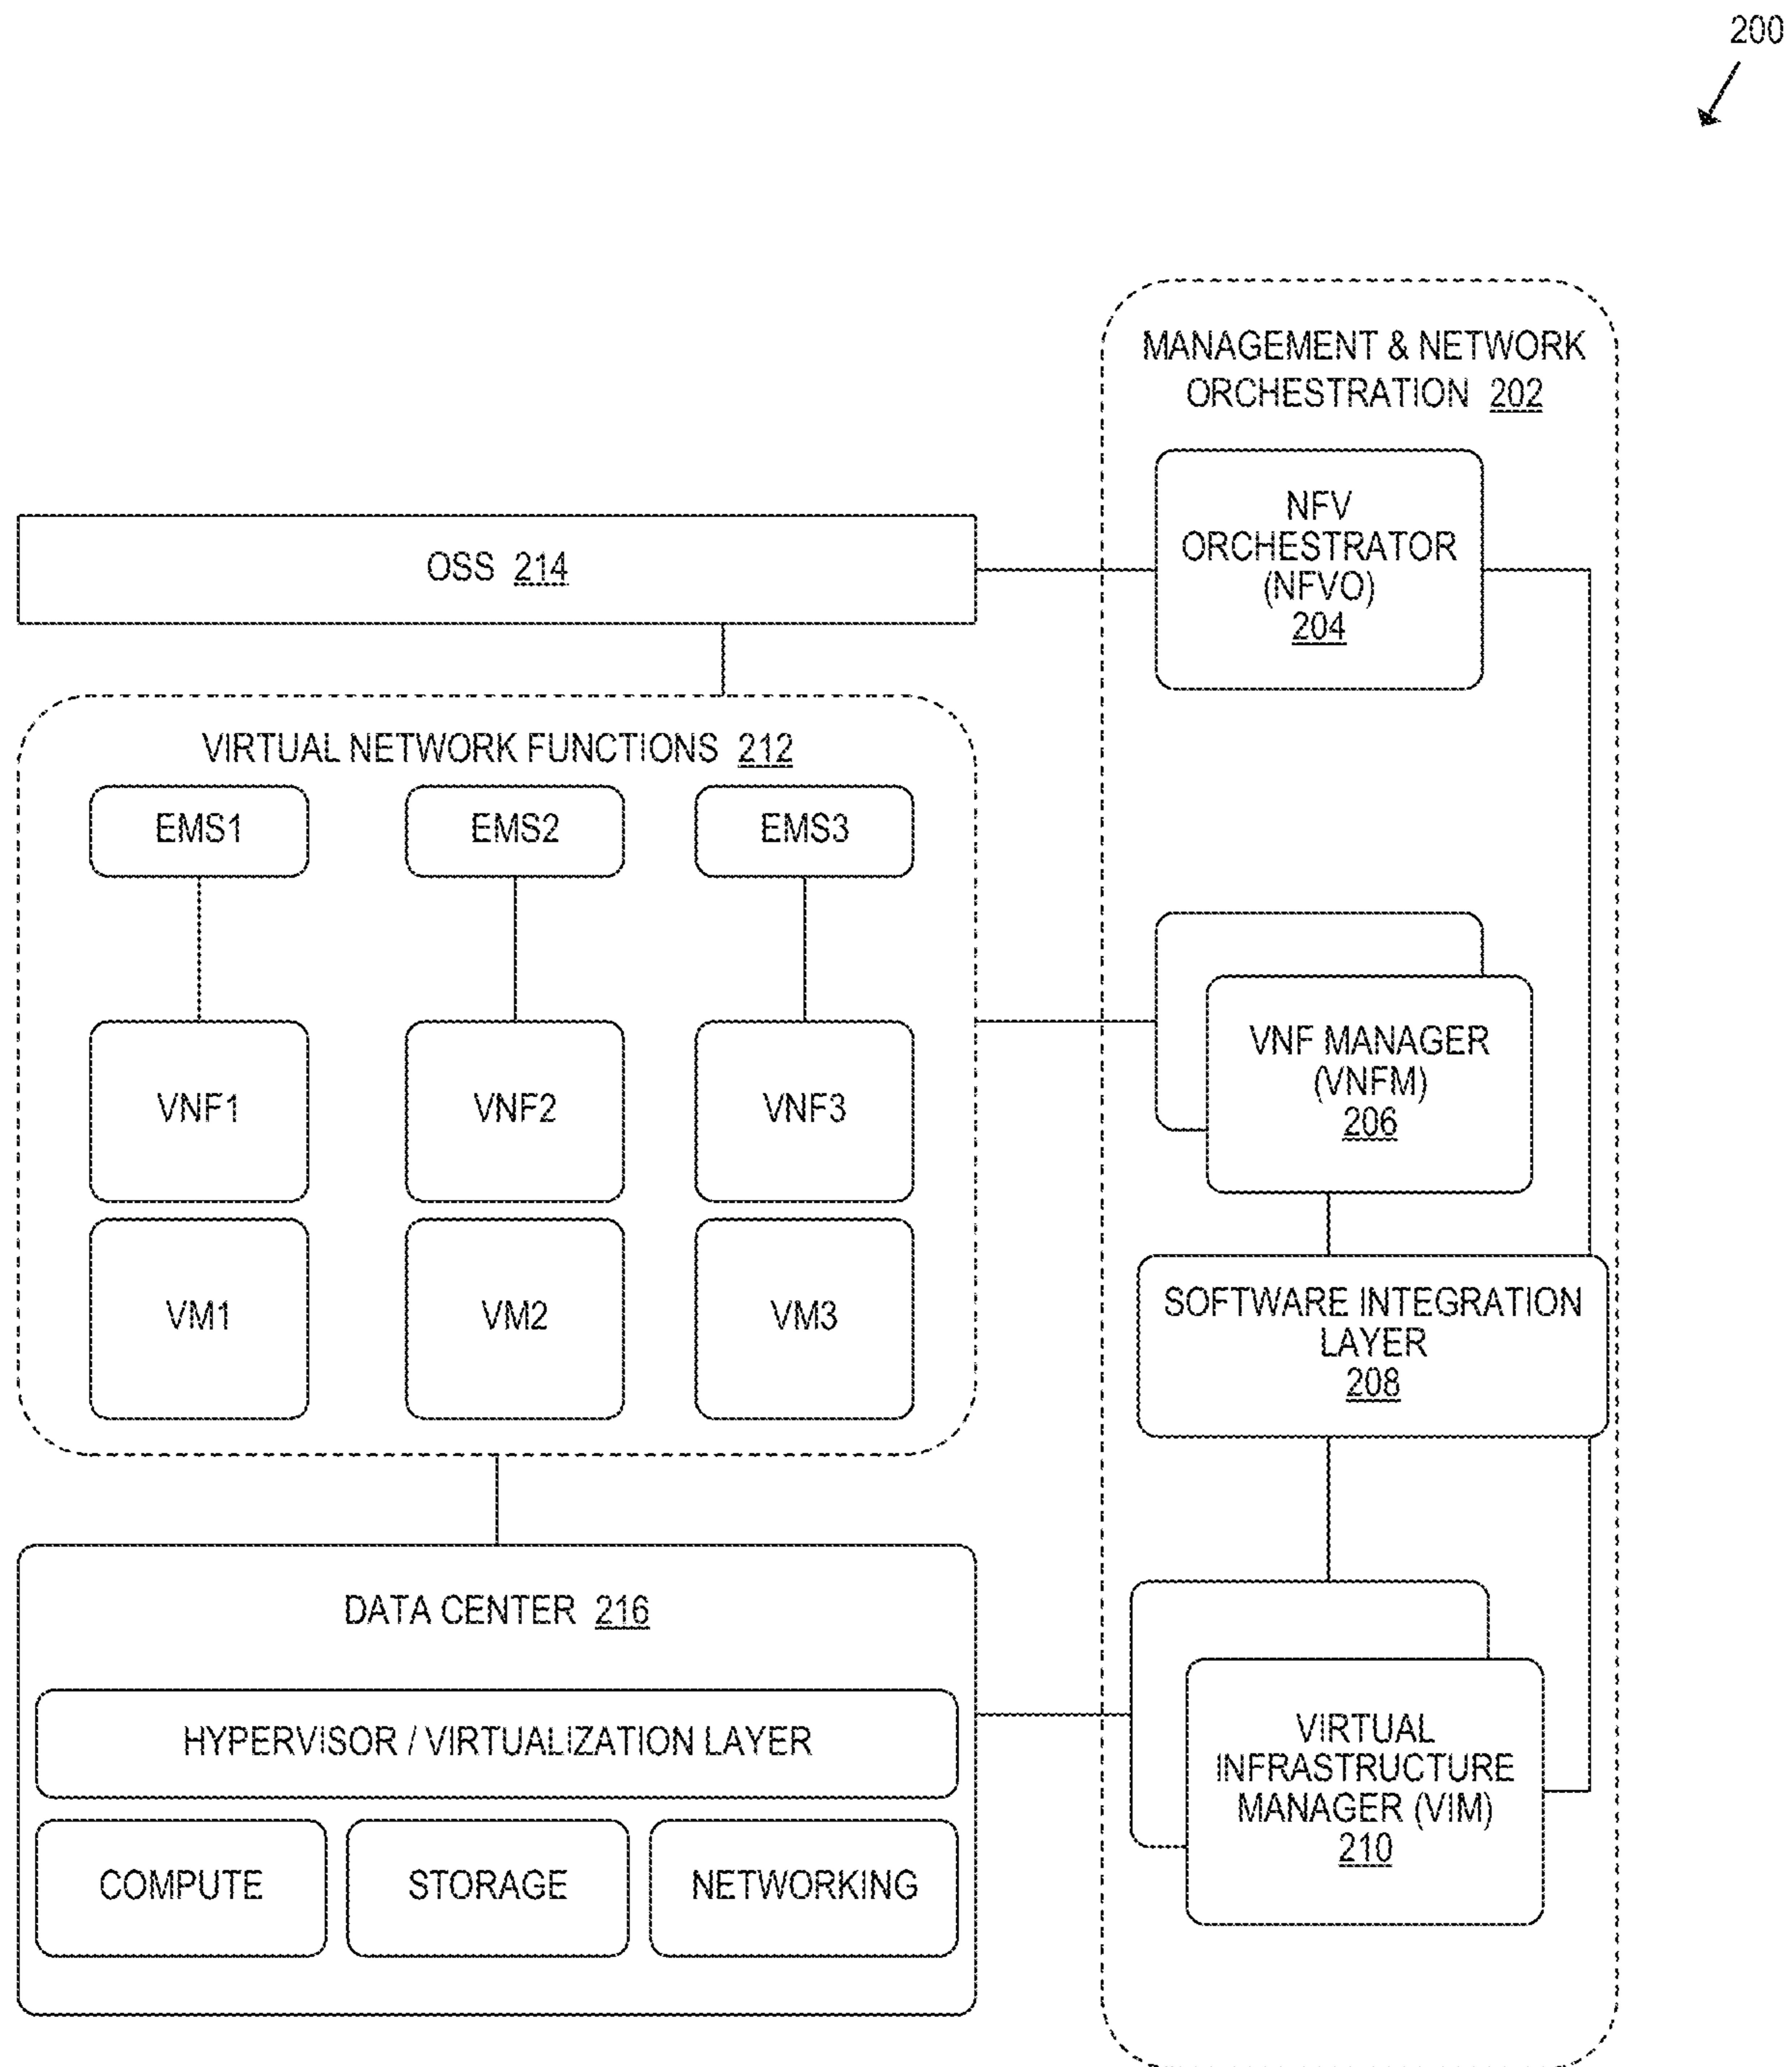 200
MANAGEMENT & NETWORK
ORCHESTRATION 202
NFV
ORCHESTRATOR
(NFVO)
204
OSS 214
VIRTUAL NETWORK FUNCTIONS 212
EMS1
EMS2
EMS3
VNF1
VNF2
VNF3
VM1
VM2
VM3
VNF MANAGER
(VNFM)
206
SOFTWARE INTEGRATION
LAYER
208
DATA CENTER 216
HYPERVISOR / VIRTUALIZATION LAYER
COMPUTE
STORAGE
NETWORKING
VIRTUAL
INFRASTRUCTURE
MANAGER (VIM)
210